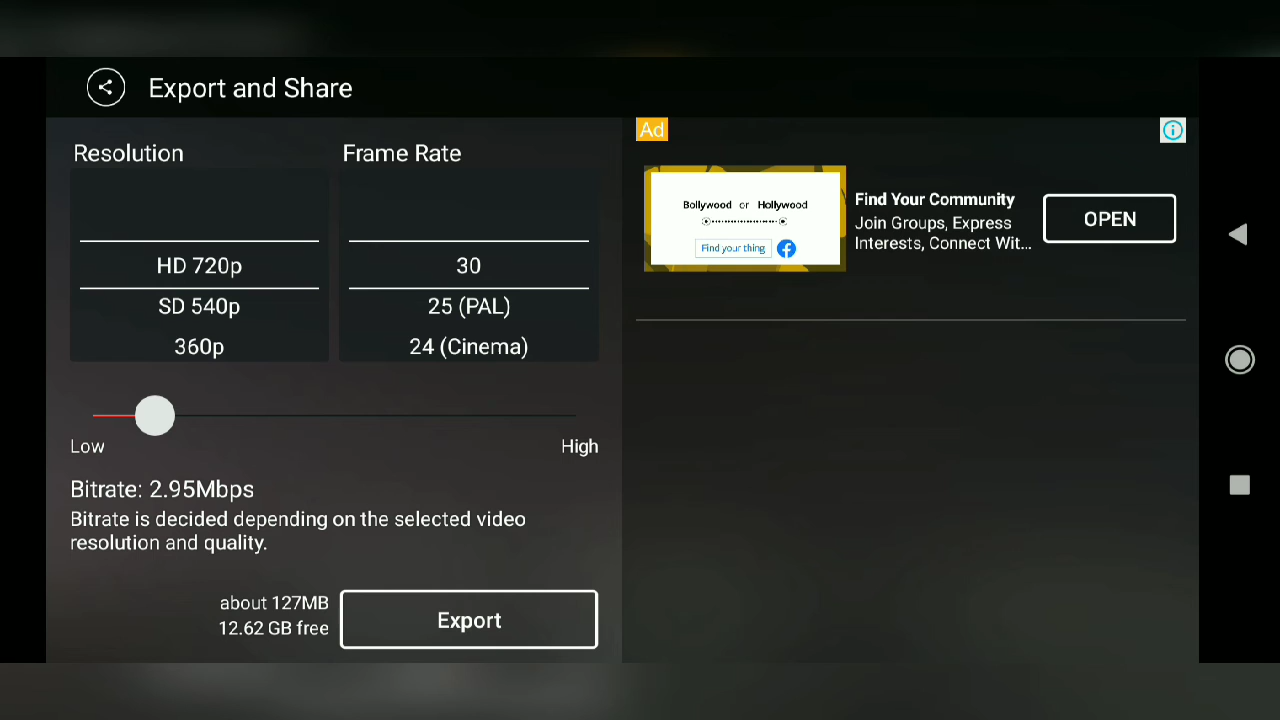 Export and Share
Resolution
Frame Rate
HD 720p
SD 540p
360p
30
25 (PAL)
24 (Cinema)
Low
High
Bitrate: 2.95Mbps
Bitrate is decided depending on the selected video
resolution and quality.
about 127MB
12.62 GB free
Export
Ad
Bollywood or Hollywood
Find your thing
Find Your Community
Join Groups, Express
Interests, Connect Wit...
OPEN